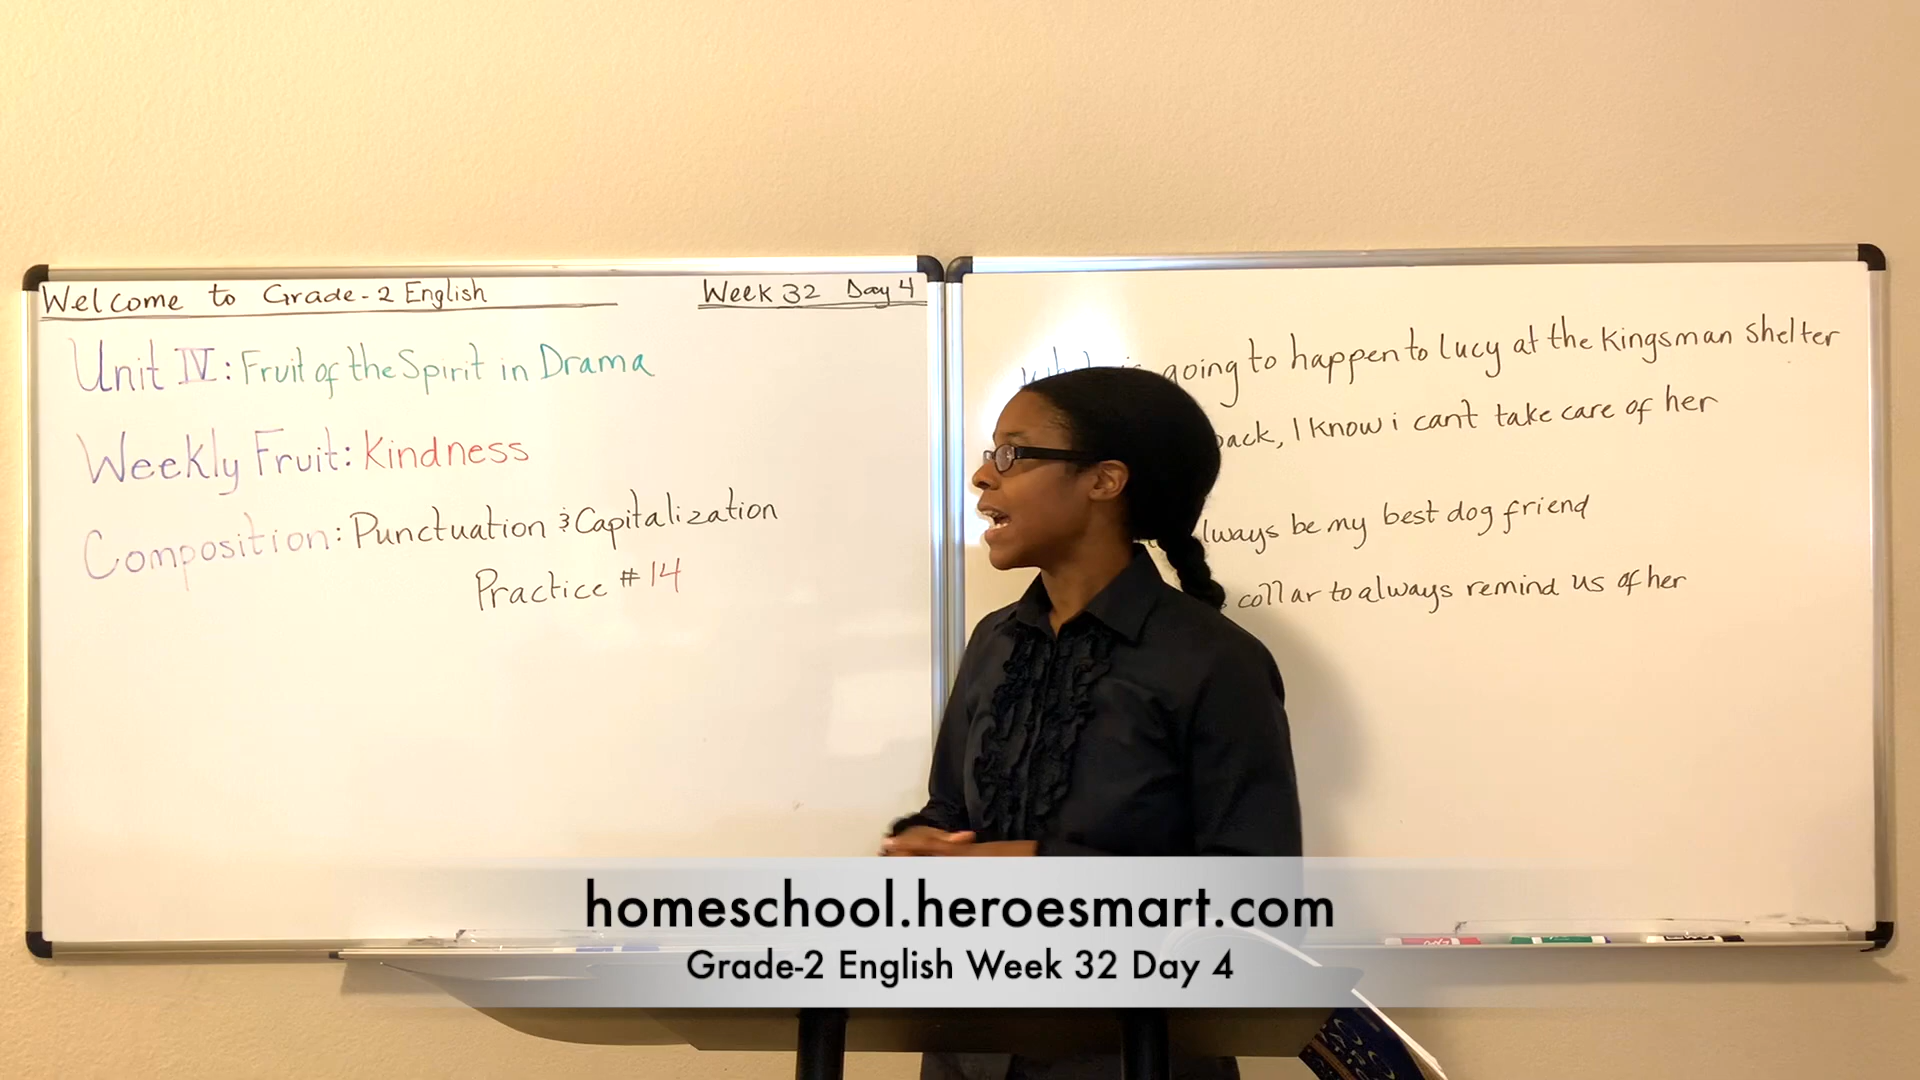 Welcome to Grade-2 English
Week 32 Day 4
Unit IV: Fruit of the Spirit in Drama
Weekly Fruit: Kindness
Composition: Punctuation & Capitalization
Practice #14
going to happen to lucy at the kingsman shelter
I know i cant take care of her
be my best dog friend
collar to always remind us of her
homeschool.heroesmart.com
Grade-2 English Week 32 Day 4